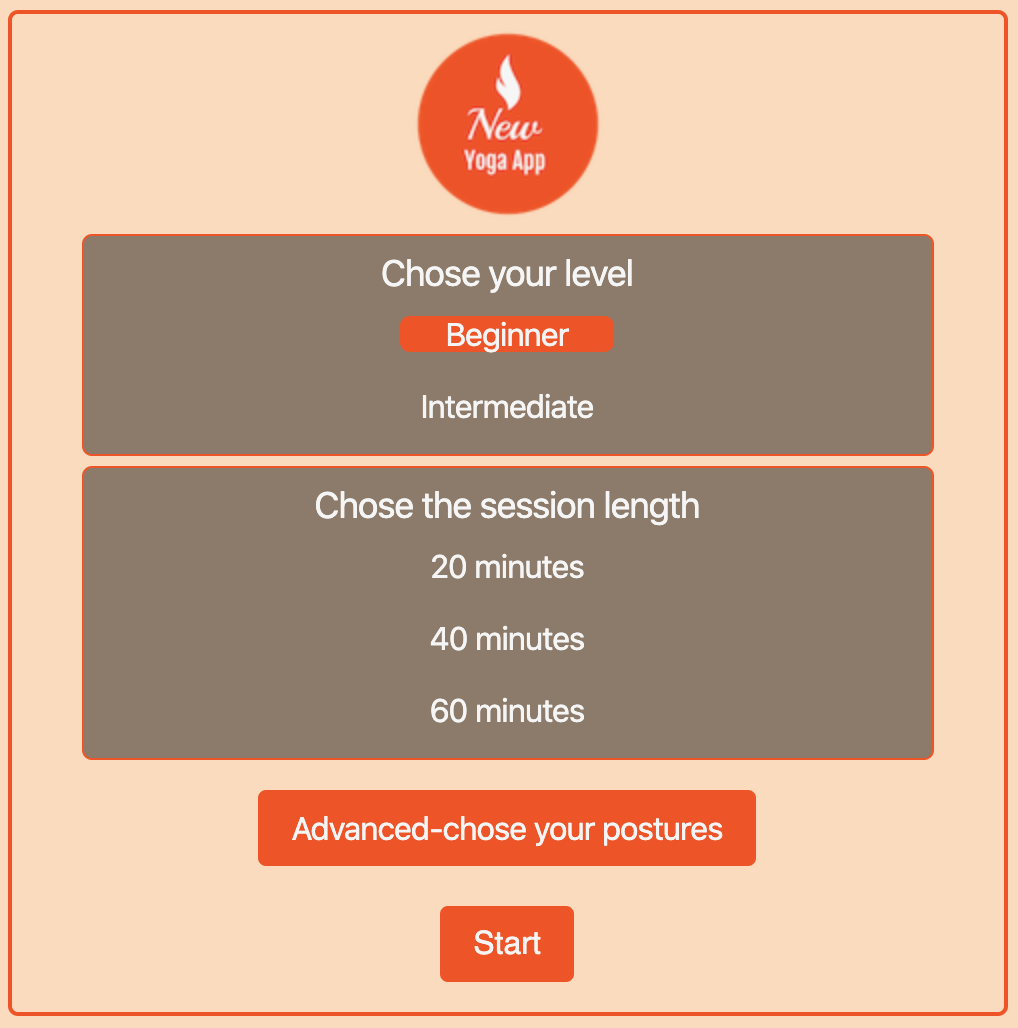 New
Yoga App
Chose your level
Beginner
Intermediate
Chose the session length
20 minutes
40 minutes
60 minutes
Advanced-chose your postures
Start